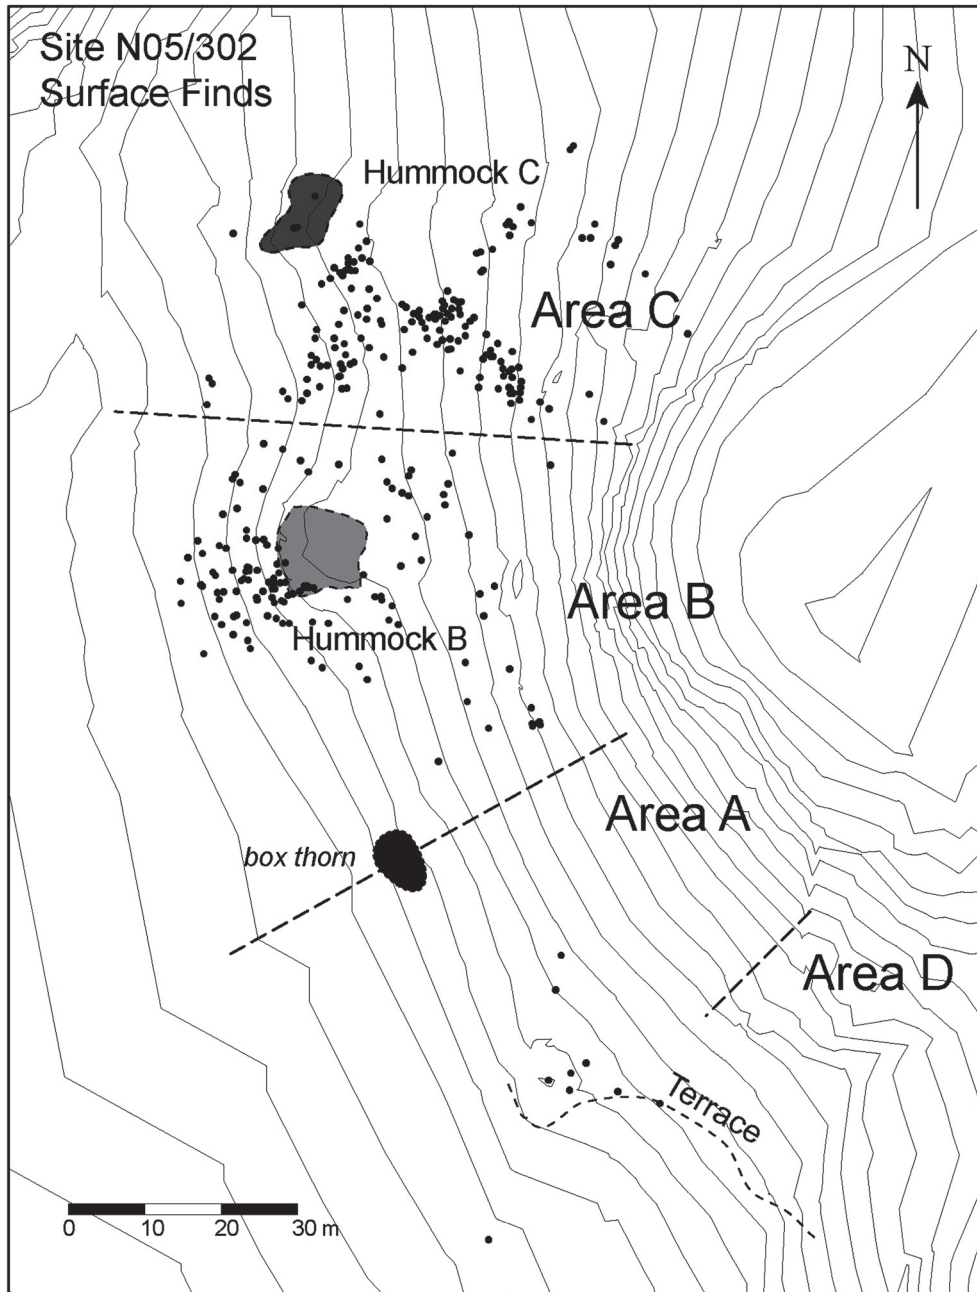 Site N05/302
Surface Finds
N
Hummock C
Area C
Area B
Hummock B
Area A
box thorn
Area D
Terrace
0 10 20 30 m